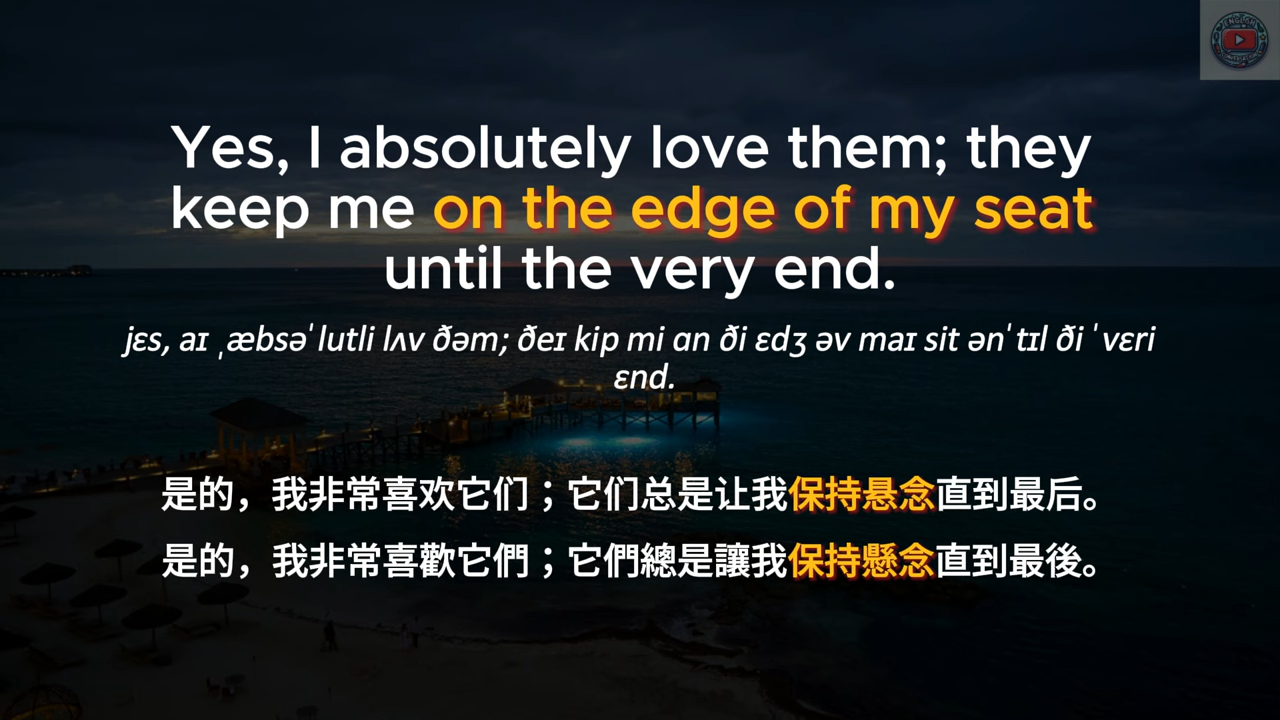 Yes, I absolutely love them; they
keep me on the edge of my seat
until the very end.
jɛs, aɪ ˌæbsəˈlutli lʌv ðəm; ðeɪ kip mi ɑn ði ɛdʒ əv maɪ sit ənˈtɪl ði ˈvɛri
ɛnd.
是的，我非常喜欢它们；它们总是让我保持悬念直到最后。
是的，我非常喜歡它們；它們總是讓我保持懸念直到最後。